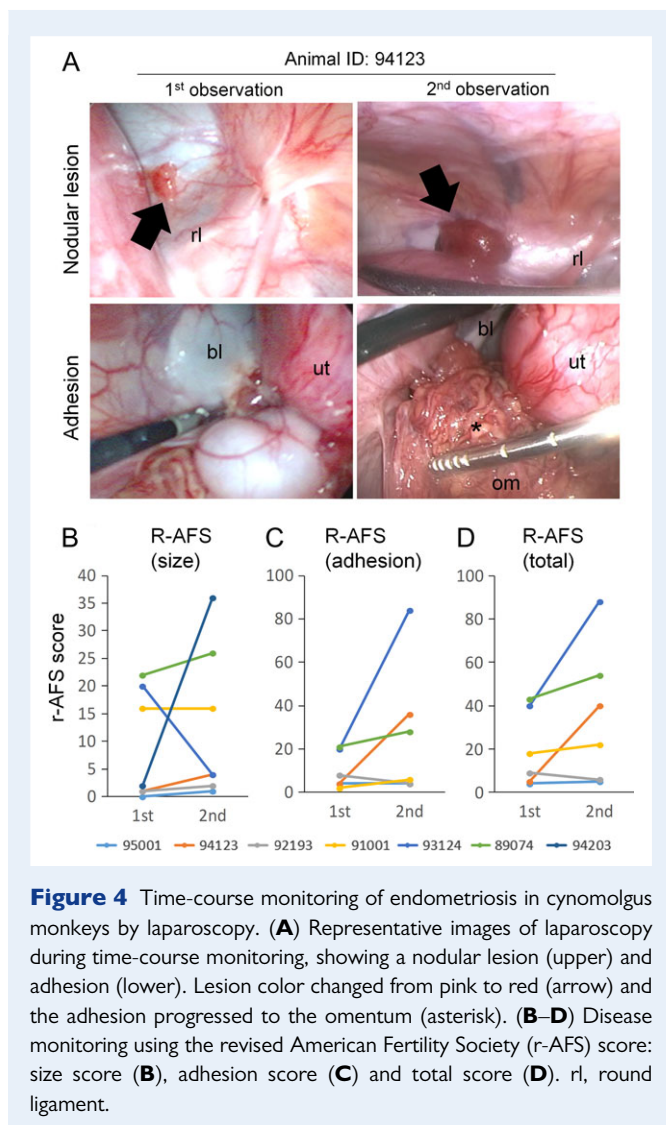 A
Animal ID: 94123
1st observation
2nd observation
Nodular lesion
rl
rl
Adhesion
bl
ut
bl
ut
*
om
B
R-AFS
(size)
C
R-AFS
(adhesion)
D
R-AFS
(total)
r-AFS score
40
35
30
25
20
15
10
5
0
1st
2nd
100
80
60
40
20
0
1st
2nd
100
80
60
40
20
0
1st
2nd
95001
94123
92193
91001
93124
89074
94203
Figure 4 Time-course monitoring of endometriosis in cynomolgus
monkeys by laparoscopy. (A) Representative images of laparoscopy
during time-course monitoring, showing a nodular lesion (upper) and
adhesion (lower). Lesion color changed from pink to red (arrow) and
the adhesion progressed to the omentum (asterisk). (B–D) Disease
monitoring using the revised American Fertility Society (r-AFS) score:
size score (B), adhesion score (C) and total score (D). rl, round
ligament.